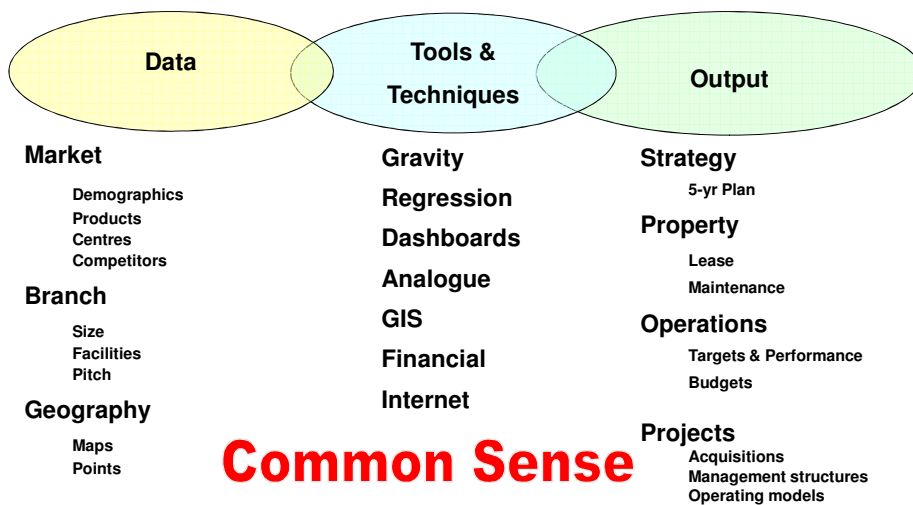 Data
Market
Demographics
Products
Centres
Competitors
Branch
Size
Facilities
Pitch
Geography
Maps
Points
Tools &
Techniques
Gravity
Regression
Dashboards
Analogue
GIS
Financial
Internet
Common Sense
Output
Strategy
5-yr Plan
Property
Lease
Maintenance
Operations
Targets & Performance
Budgets
Projects
Acquisitions
Management structures
Operating models